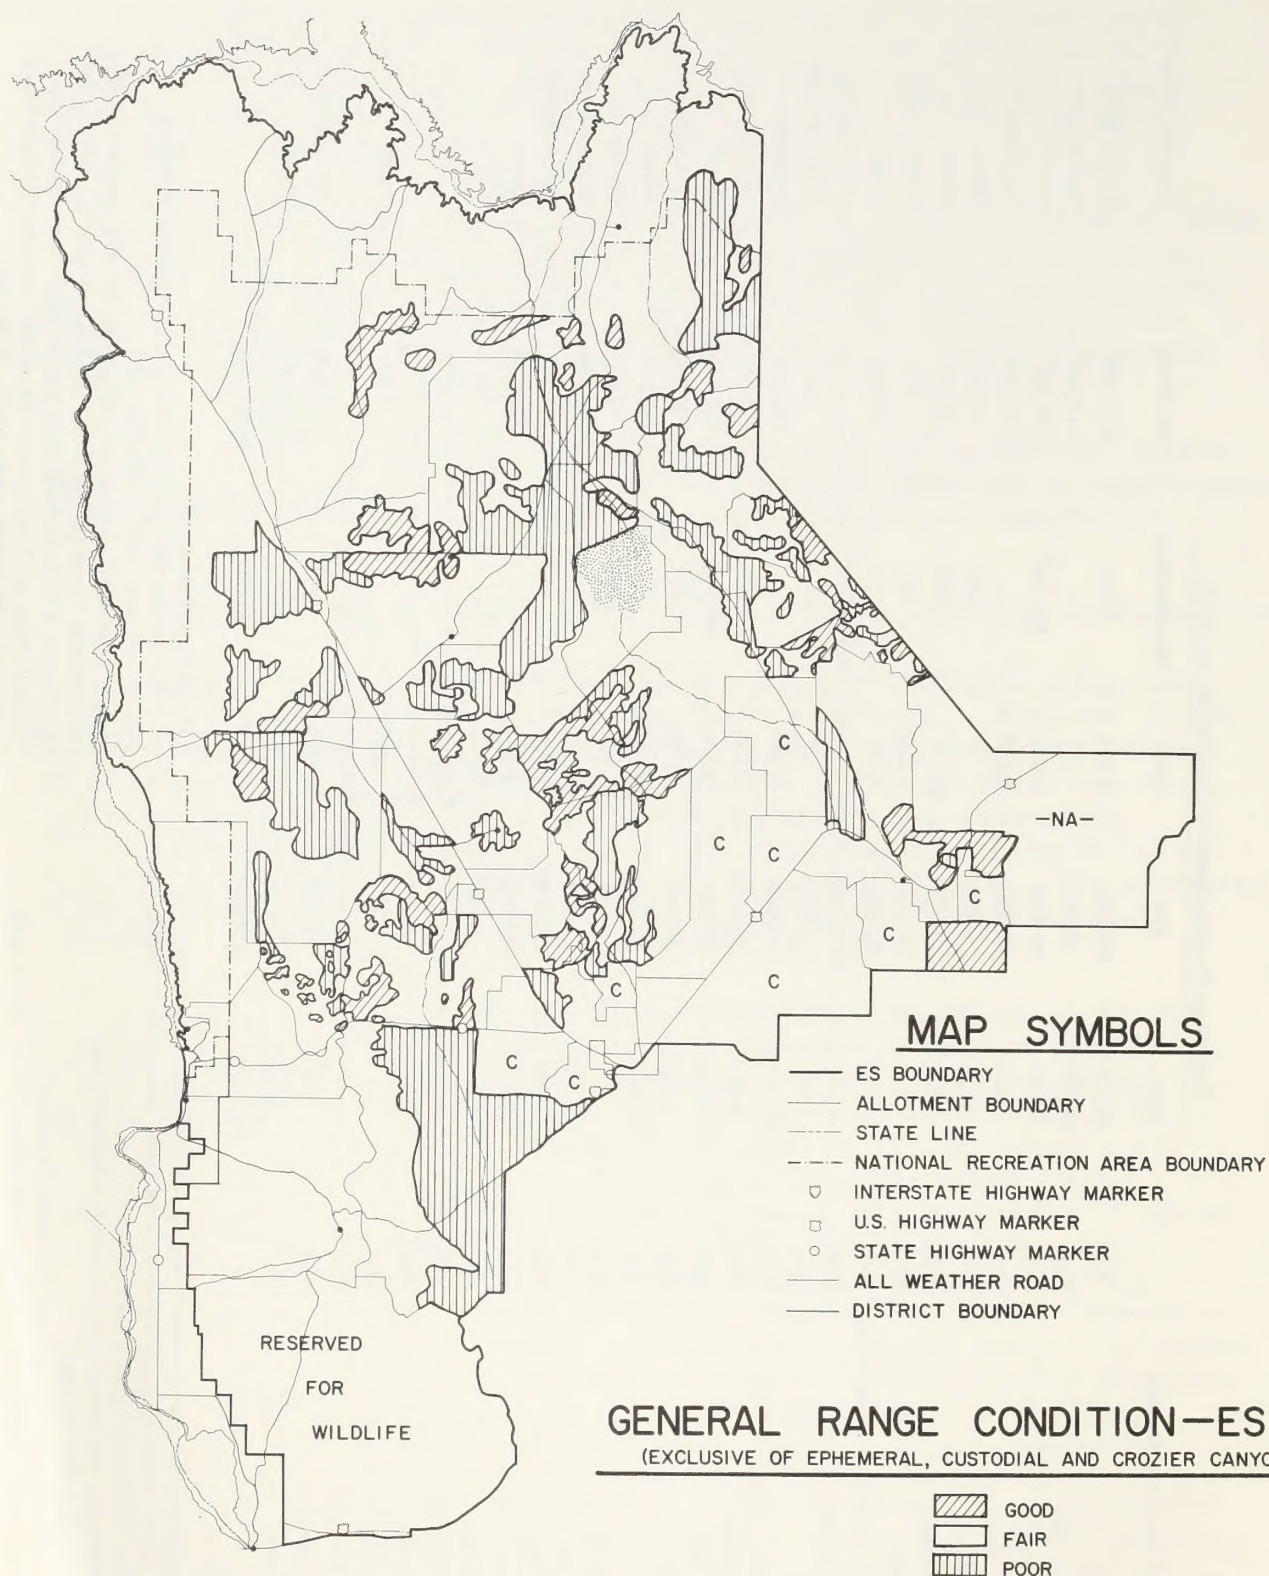 C
C
C
—NA—
C
C
C
C
C
C
C
MAP SYMBOLS
ES BOUNDARY
ALLOTMENT BOUNDARY
STATE LINE
NATIONAL RECREATION AREA BOUNDARY
INTERSTATE HIGHWAY MARKER
U.S. HIGHWAY MARKER
STATE HIGHWAY MARKER
ALL WEATHER ROAD
DISTRICT BOUNDARY
RESERVED
FOR
WILDLIFE
GENERAL RANGE CONDITION—ES
(EXCLUSIVE OF EPHEMERAL, CUSTODIAL AND CROZIER CANYO
GOOD
FAIR
POOR